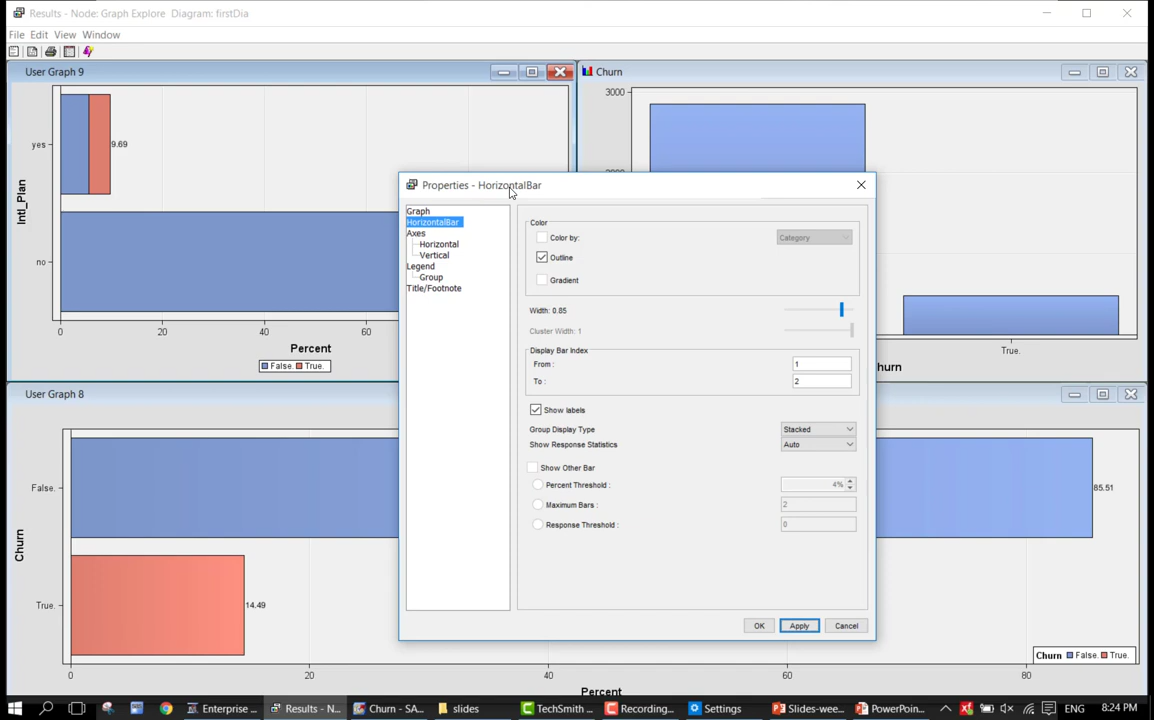 Results - Node: Graph Explore Diagram: firstDia
File Edit View Window
User Graph 9
yes
9.69
Intl_Plan
no
0 20 40 60
Percent
False. True.
Churn
3000
True.
hurn
User Graph 8
False.
85.51
Churn
True.
14.49
Churn False. True.
0 20 40 60 80
Percent
Properties - HorizontalBar
Graph
HorizontalBar
Axes
Horizontal
Vertical
Legend
Group
Title/Footnote
Color
Color by: Category
Outline
Gradient
Width: 0.85
Cluster Width: 1
Display Bar Index
From : 1
To : 2
Show labels
Group Display Type Stacked
Show Response Statistics Auto
Show Other Bar
Percent Threshold : 4%
Maximum Bars : 2
Response Threshold : 0
OK Apply Cancel
Enterprise ... Results - N... Churn - SA... slides TechSmith ... Recording... Settings Slides-wee... PowerPoin... ENG 8:24 PM